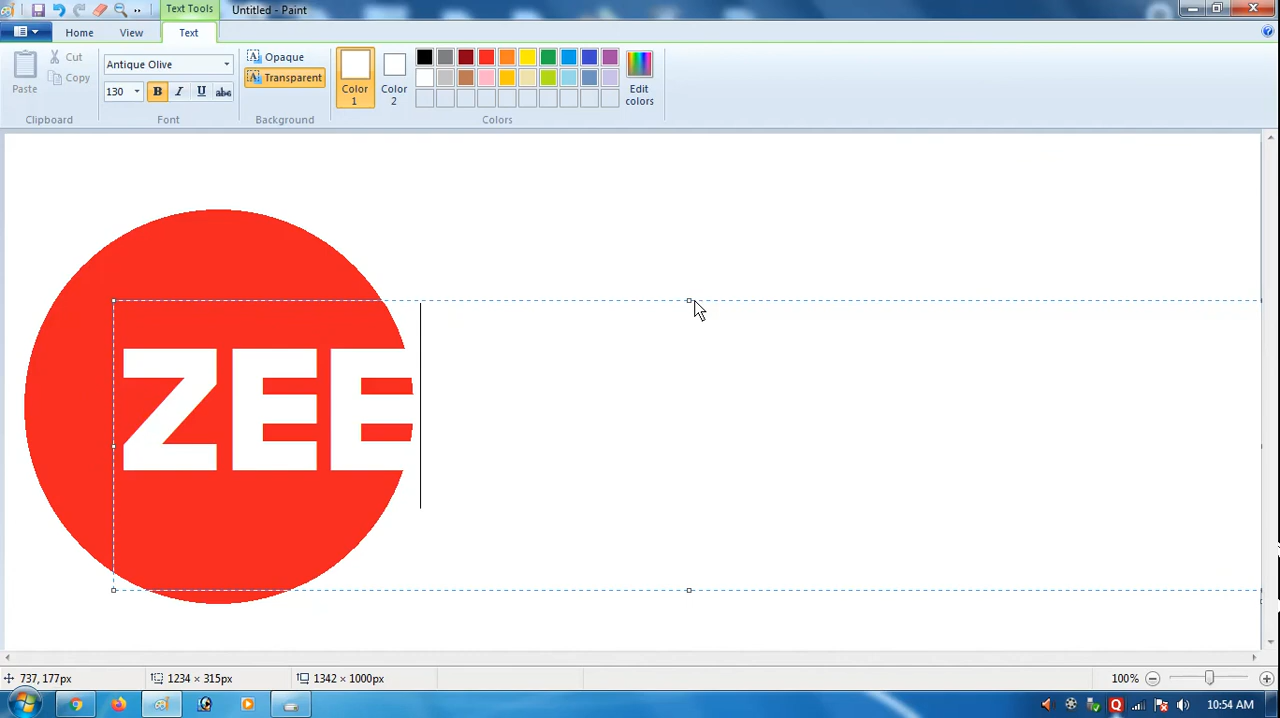 Text Tools
Untitled - Paint
Home
View
Text
Paste
Cut
Copy
Clipboard
Antique Olive
130
B
I
U
abc
Font
Opaque
Transparent
Background
Color
1
Color
2
Edit
colors
Colors
ZEE
737, 177px
1234 × 315px
1342 × 1000px
100%
10:54 AM